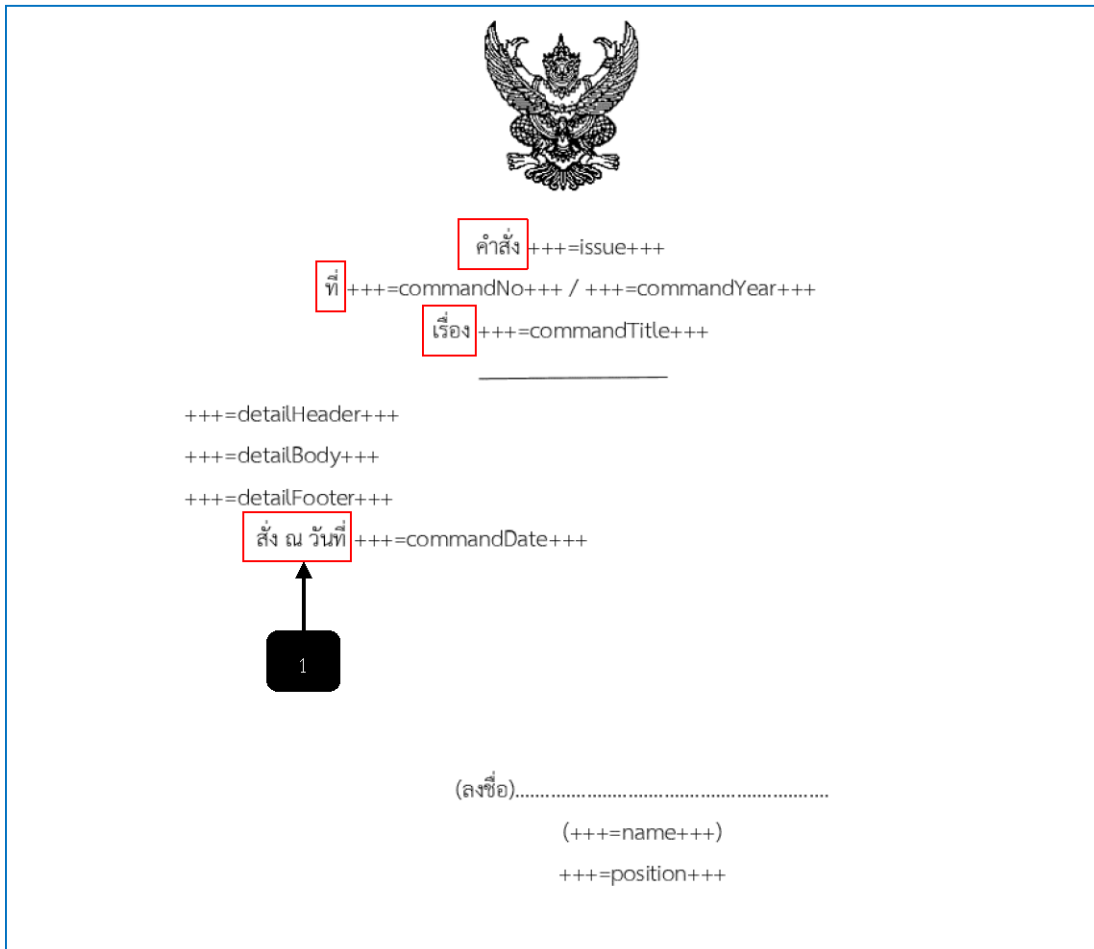 คำสั่ง +++=issue+++
ที่ +++=commandNo+++ / +++=commandYear+++
เรื่อง +++=commandTitle+++
+++=detailHeader+++
+++=detailBody+++
+++=detailFooter+++
สั่ง ณ วันที่ +++=commandDate+++
1
(ลงชื่อ)......................................................
(+++=name+++)
+++=position+++